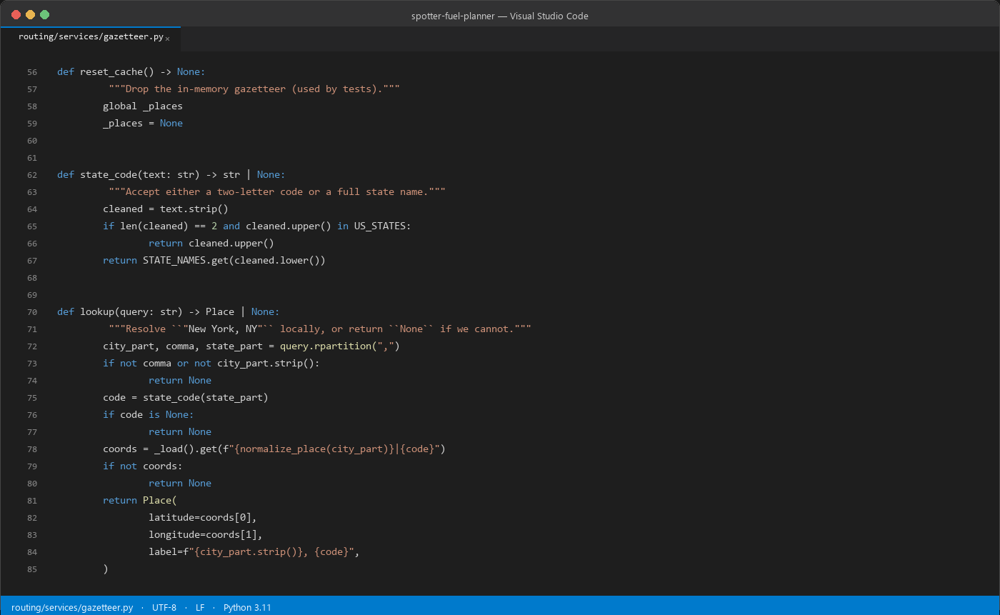 spotter-fuel-planner — Visual Studio Code
routing/services/gazetteer.py ×
56 def reset_cache() -> None:
57 """Drop the in-memory gazetteer (used by tests)."""
58 global _places
59 _places = None
60
61
62 def state_code(text: str) -> str | None:
63 """Accept either a two-letter code or a full state name."""
64 cleaned = text.strip()
65 if len(cleaned) == 2 and cleaned.upper() in US_STATES:
66 return cleaned.upper()
67 return STATE_NAMES.get(cleaned.lower())
68
69
70 def lookup(query: str) -> Place | None:
71 """Resolve ``"New York, NY"`` locally, or return ``None`` if we cannot."""
72 city_part, comma, state_part = query.rpartition(",")
73 if not comma or not city_part.strip():
74 return None
75 code = state_code(state_part)
76 if code is None:
77 return None
78 coords = _load().get(f"{normalize_place(city_part)}|{code}")
79 if not coords:
80 return None
81 return Place(
82 latitude=coords[0],
83 longitude=coords[1],
84 label=f"{city_part.strip()}, {code}",
85 )
routing/services/gazetteer.py · UTF-8 · LF · Python 3.11